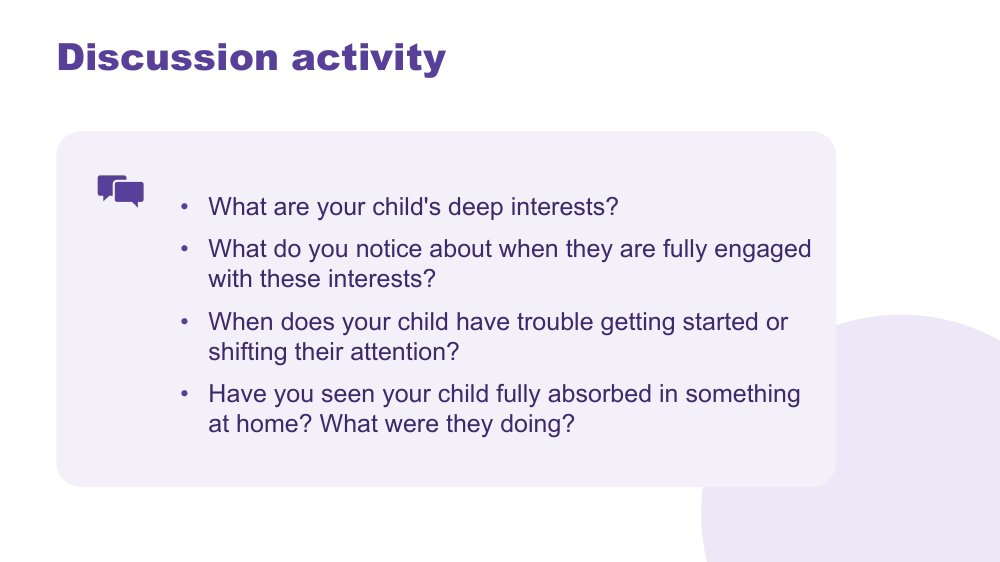 Discussion activity
• What are your child's deep interests?
• What do you notice about when they are fully engaged
with these interests?
• When does your child have trouble getting started or
shifting their attention?
• Have you seen your child fully absorbed in something
at home? What were they doing?